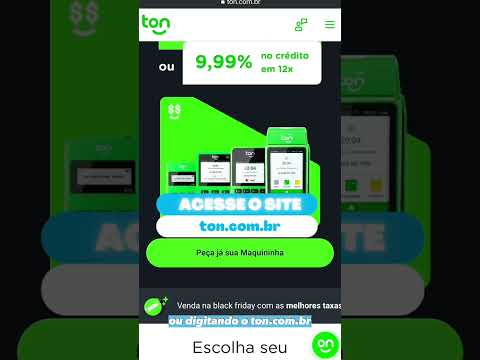 ton.com.br
ton
ou
9,99%
no crédito
em 12x
$$
ton
ACESSE O SITE
ton.com.br
Peça já sua Maquininha
Venda na black friday com as melhores taxas
ou digitando o ton.com.br
Escolha seu
on